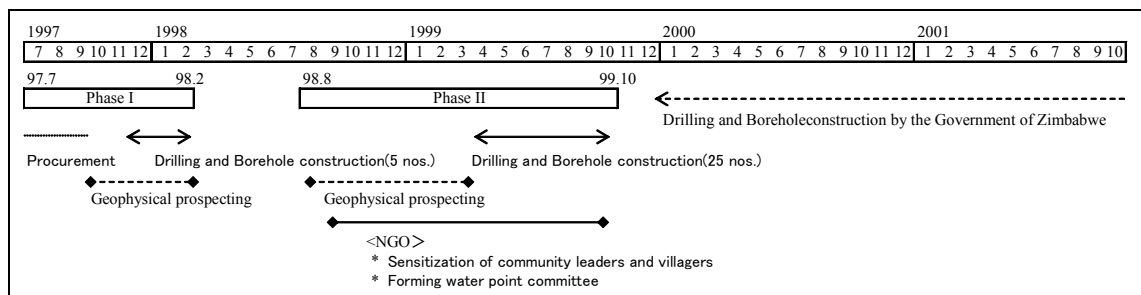 1997 1998 1999 2000 2001
7 8 9 10 11 12 1 2 3 4 5 6 7 8 9 10 11 12 1 2 3 4 5 6 7 8 9 10 11 12 1 2 3 4 5 6 7 8 9 10 11 12 1 2 3 4 5 6 7 8 9 10
97.7 98.2 98.8 99.10
Phase I Phase II
Drilling and Boreholeconstruction by the Government of Zimbabwe
Procurement Drilling and Borehole construction(5 nos.) Drilling and Borehole construction(25 nos.)
Geophysical prospecting Geophysical prospecting
<NGO>
* Sensitization of community leaders and villagers
* Forming water point committee